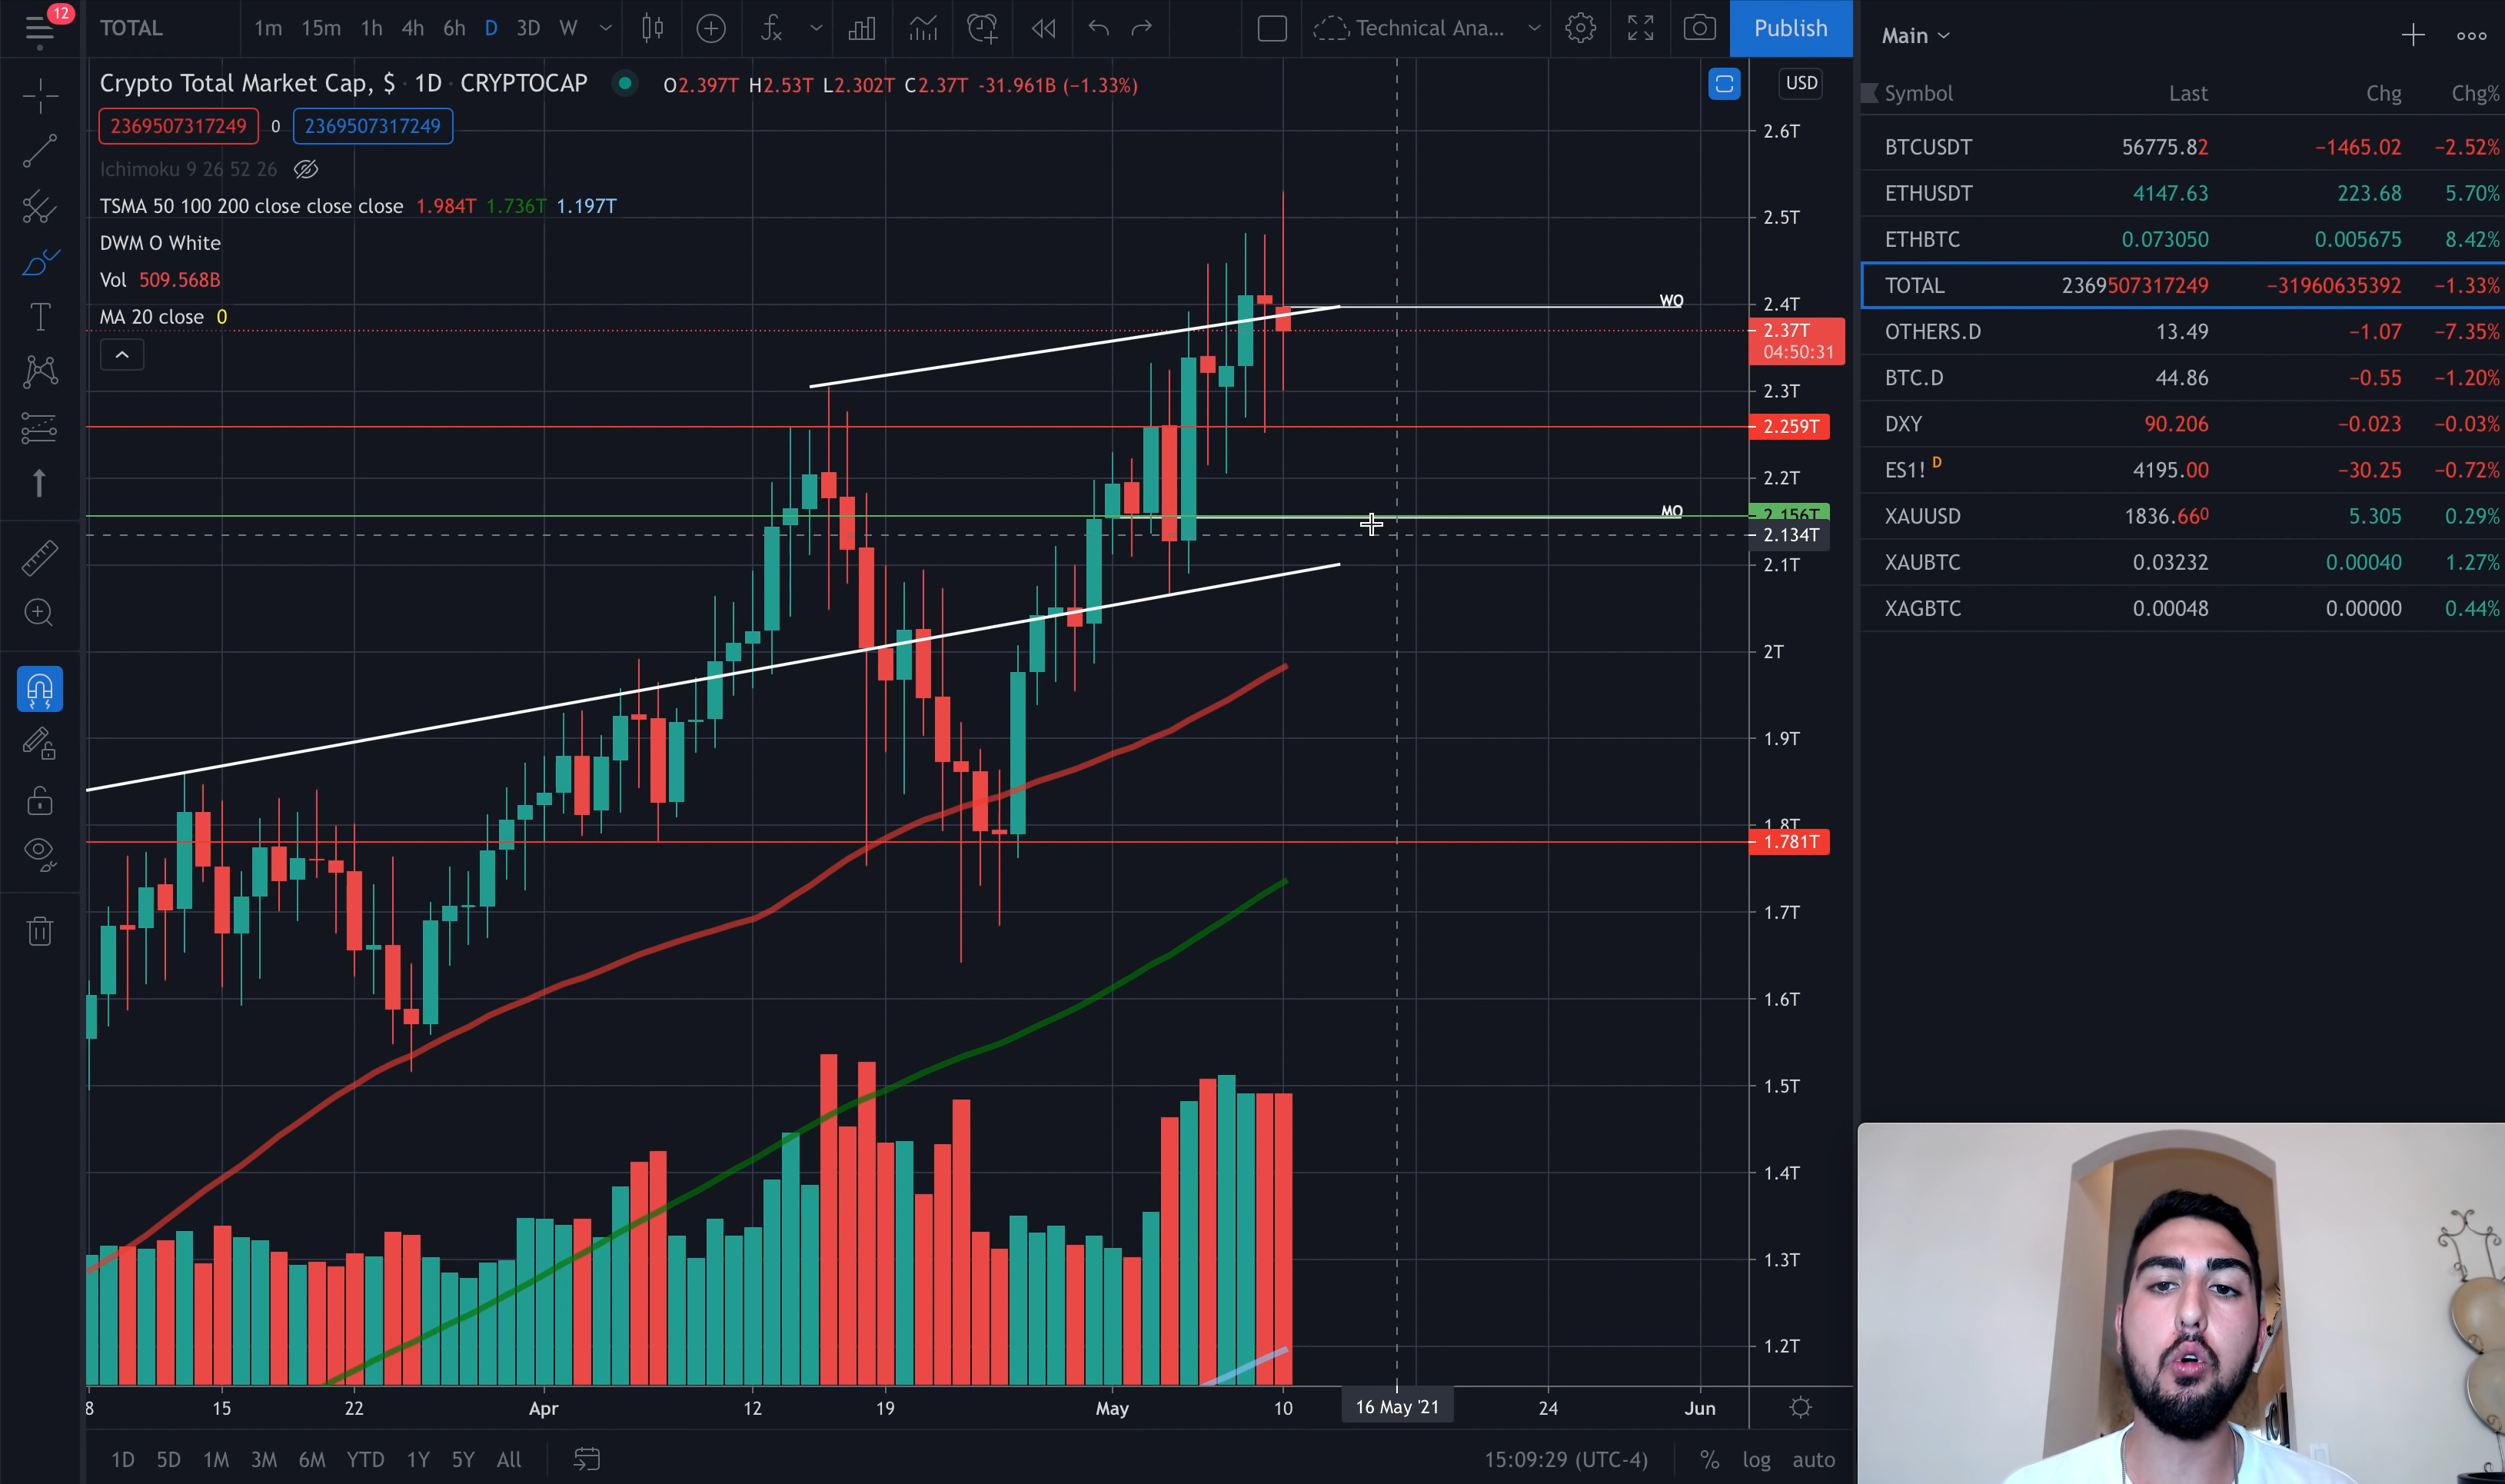 12
TOTAL 1m 15m 1h 4h 6h D 3D W Technical Ana... Publish
Crypto Total Market Cap, $ · 1D · CRYPTOCAP O2.397T H2.53T L2.302T C2.37T -31.961B (−1.33%)
2369507317249 0 2369507317249
Ichimoku 9 26 52 26
TSMA 50 100 200 close close close 1.984T 1.736T 1.197T
DWM O White
Vol 509.568B
MA 20 close 0
WO
MO
USD
2.6T
2.5T
2.4T
2.37T
04:50:31
2.3T
2.259T
2.2T
2.156T
2.134T
2.1T
2T
1.9T
1.8T
1.781T
1.7T
1.6T
1.5T
1.4T
1.3T
1.2T
8 15 22 Apr 12 19 May 10 16 May '21 24 Jun
1D 5D 1M 3M 6M YTD 1Y 5Y All 15:09:29 (UTC-4) % log auto
Main
Symbol Last Chg Chg%
BTCUSDT 56775.82 −1465.02 −2.52%
ETHUSDT 4147.63 223.68 5.70%
ETHBTC 0.073050 0.005675 8.42%
TOTAL 2369507317249 −31960635392 −1.33%
OTHERS.D 13.49 −1.07 −7.35%
BTC.D 44.86 −0.55 −1.20%
DXY 90.206 −0.023 −0.03%
ES1! D 4195.00 −30.25 −0.72%
XAUUSD 1836.660 5.305 0.29%
XAUBTC 0.03232 0.00040 1.27%
XAGBTC 0.00048 0.00000 0.44%